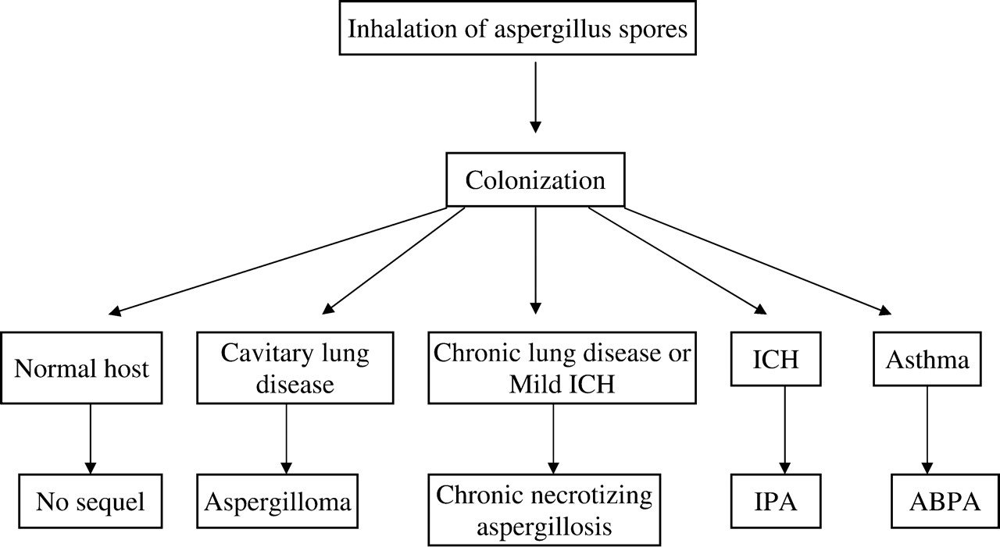 Inhalation of aspergillus spores
Colonization
Normal host
Cavitary lung
disease
Chronic lung disease or
Mild ICH
ICH
Asthma
No sequel
Aspergilloma
Chronic necrotizing
aspergillosis
IPA
ABPA